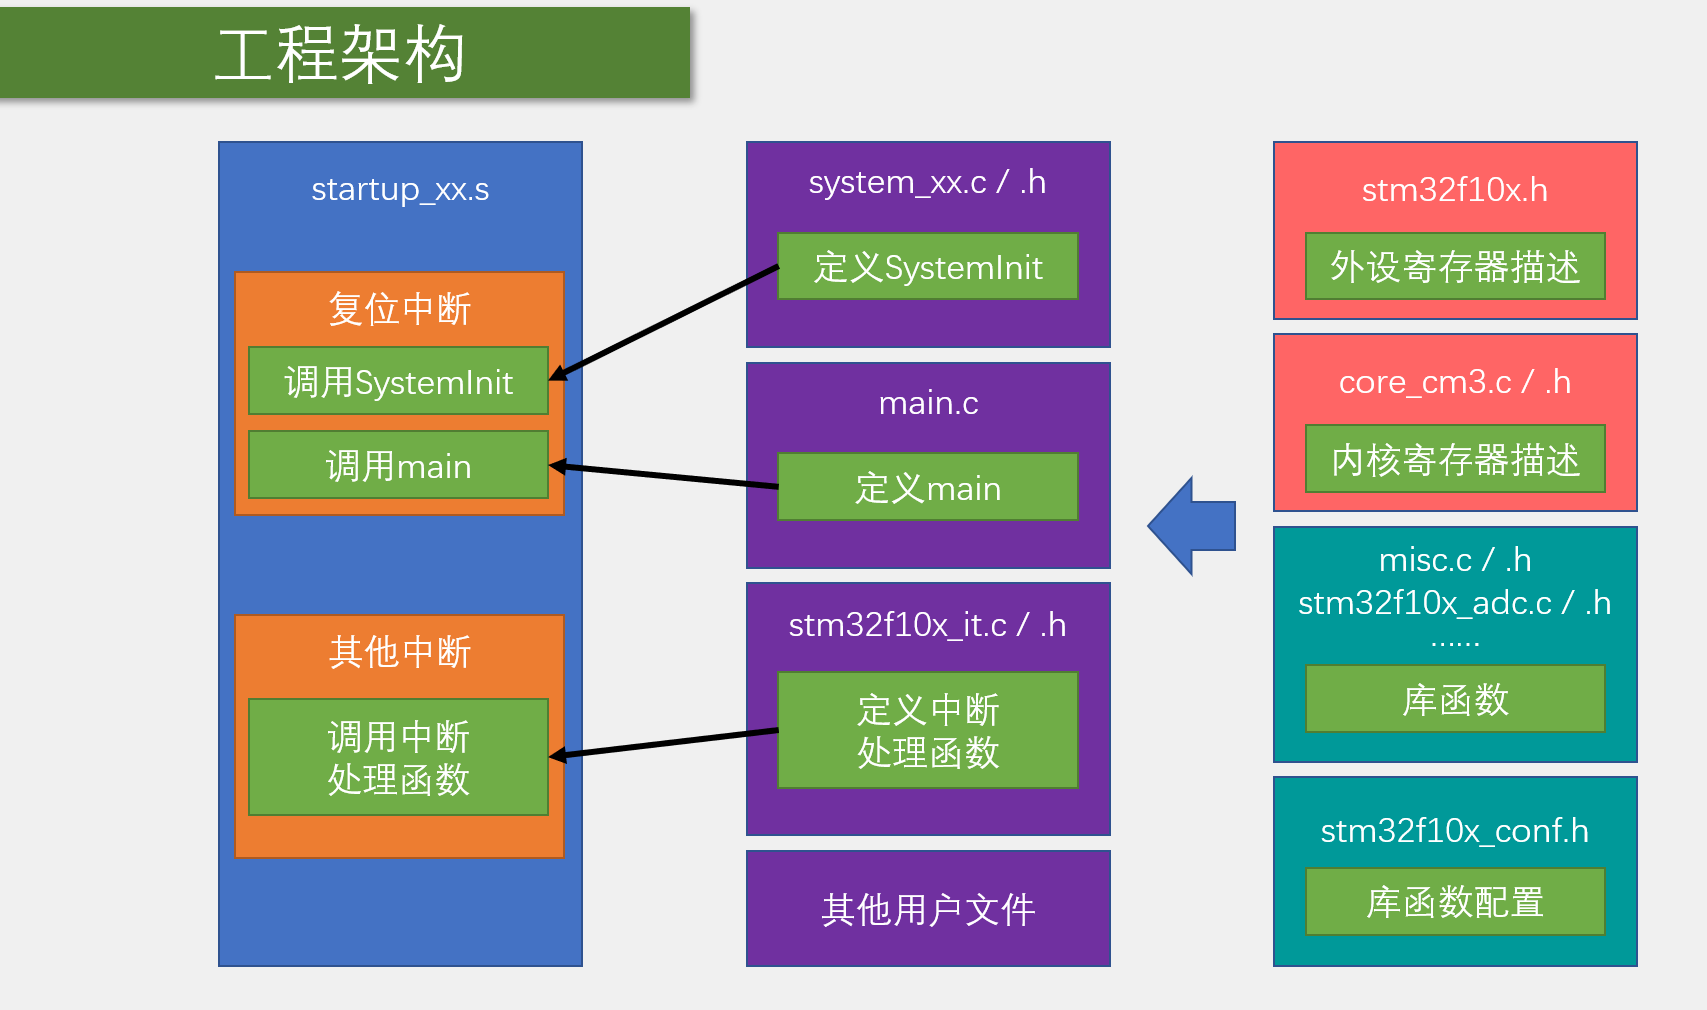 工程架构
startup_xx.s
复位中断
调用SystemInit
调用main
其他中断
调用中断
处理函数
system_xx.c / .h
定义SystemInit
main.c
定义main
stm32f10x_it.c / .h
定义中断
处理函数
其他用户文件
stm32f10x.h
外设寄存器描述
core_cm3.c / .h
内核寄存器描述
misc.c / .h
stm32f10x_adc.c / .h
……
库函数
stm32f10x_conf.h
库函数配置